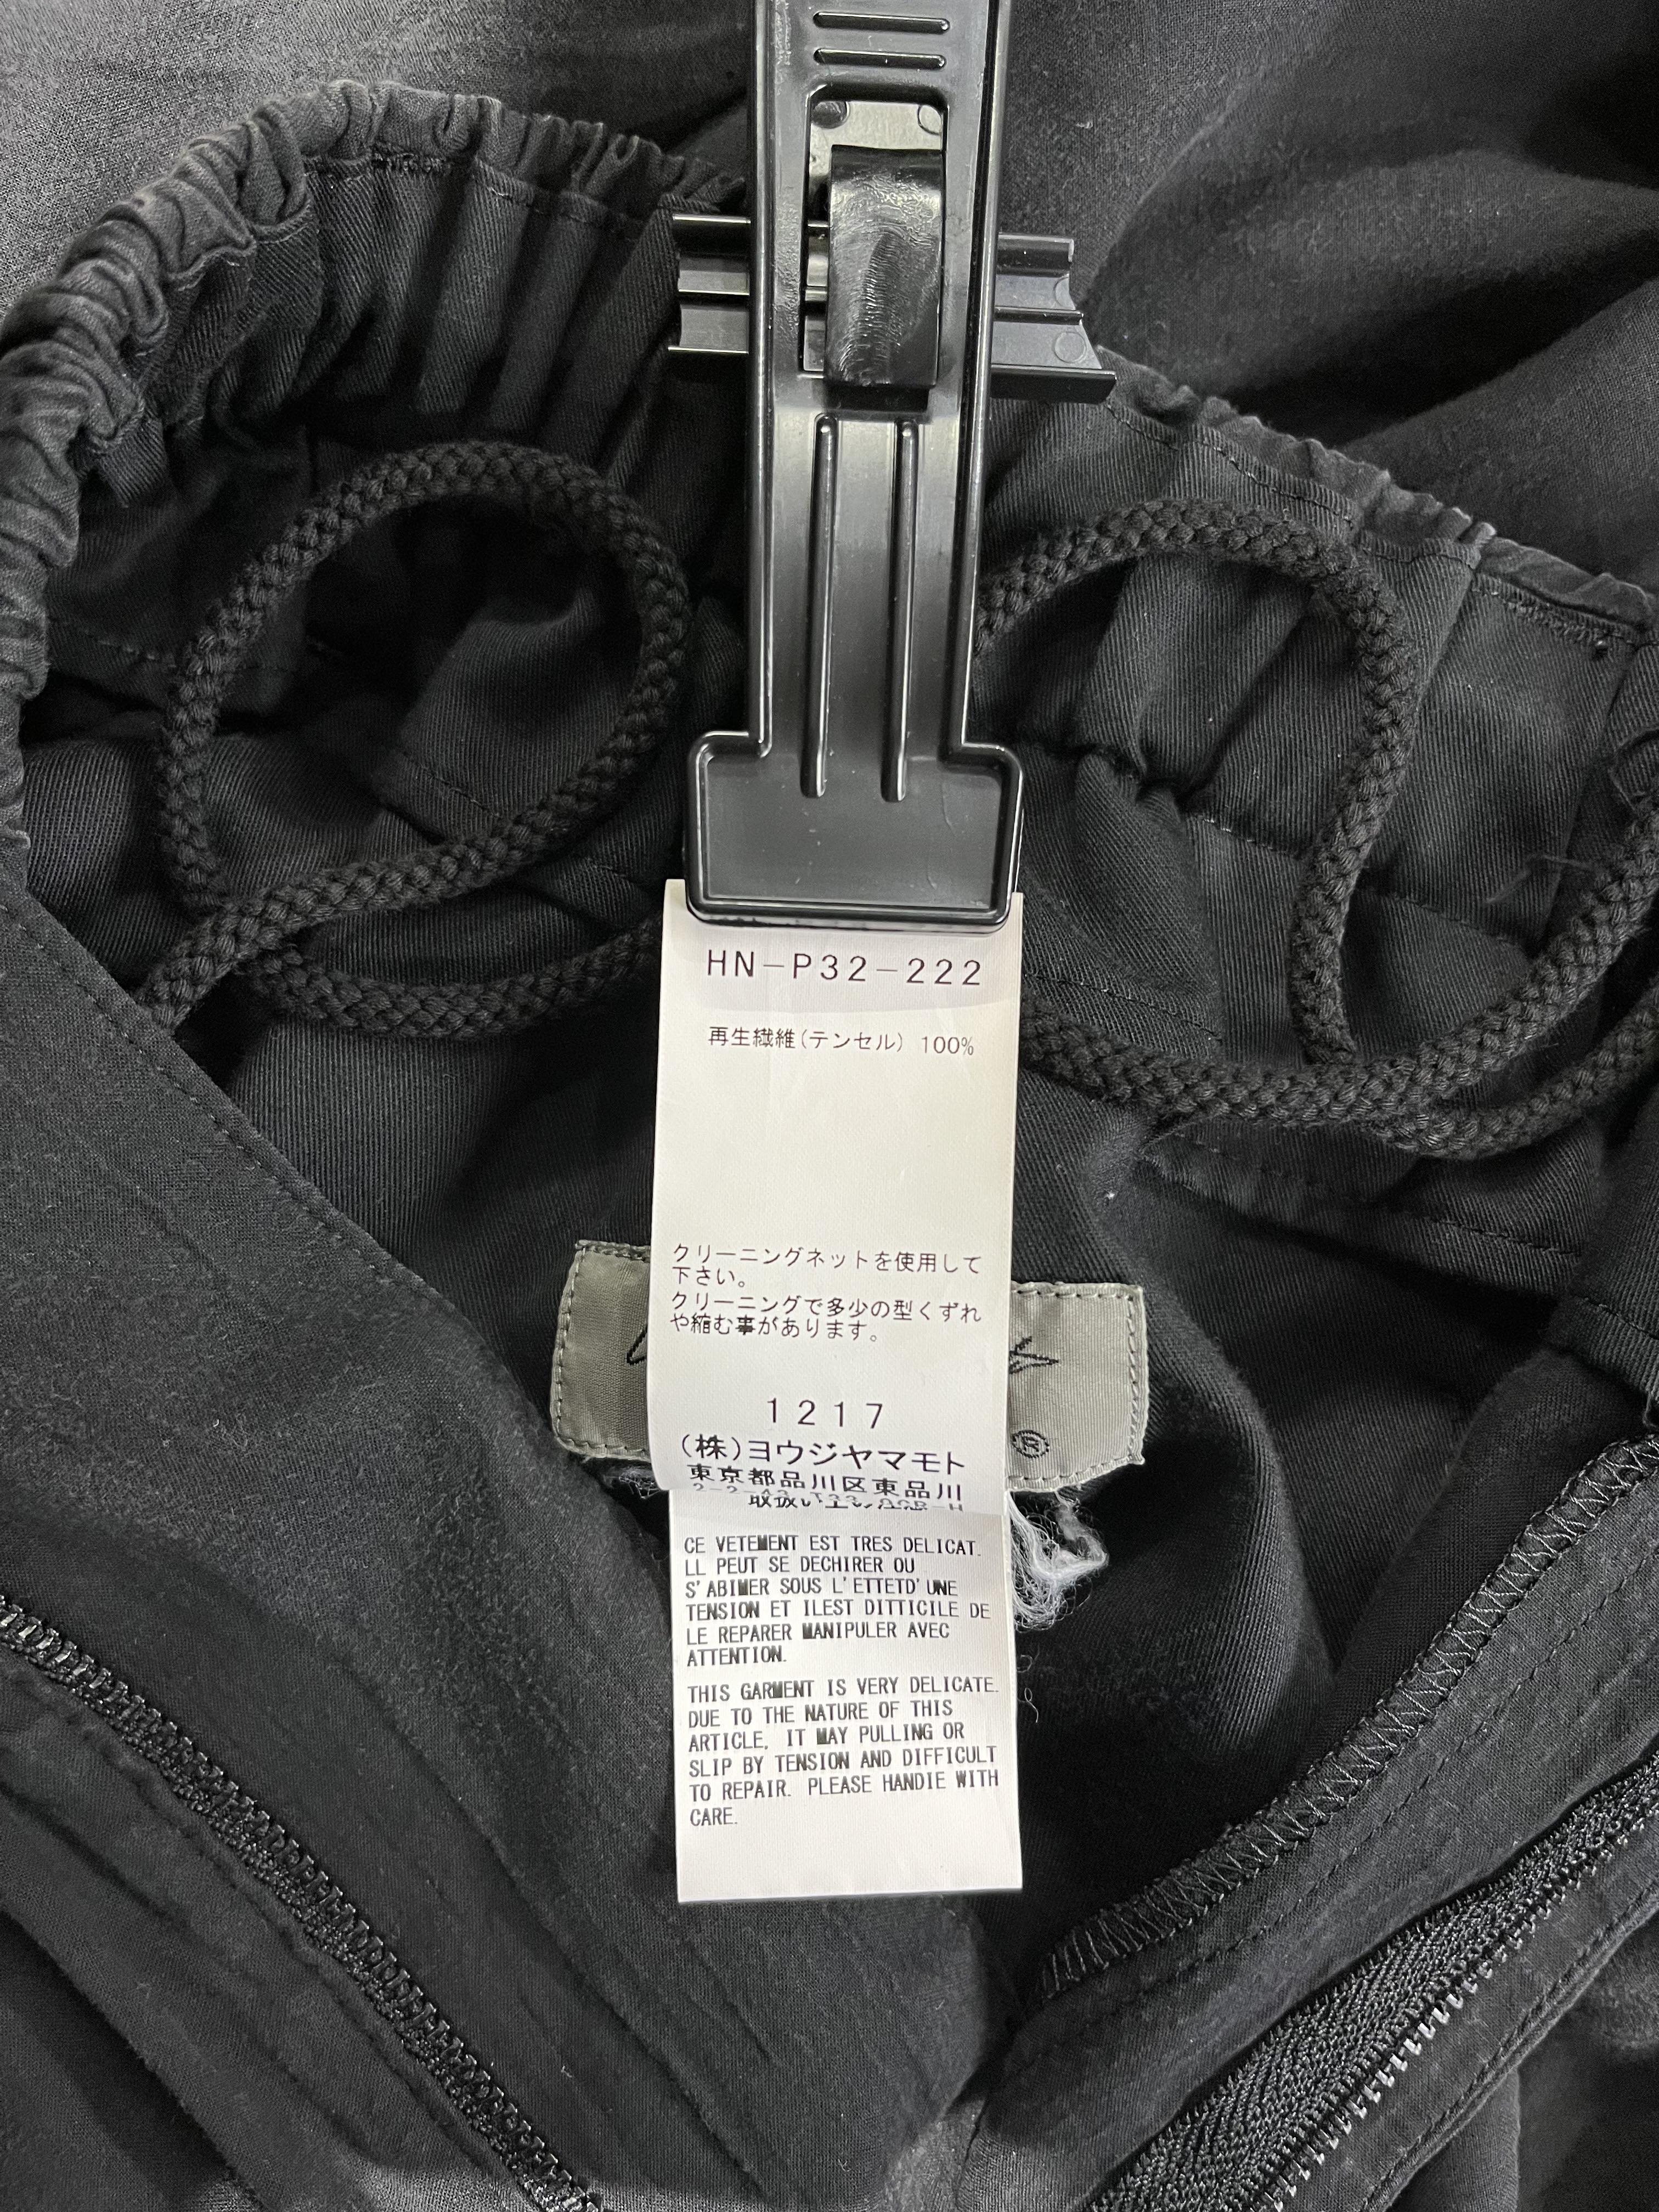 HN-P32-222
再生繊維(テンセル) 100%
クリーニングネットを使用して
下さい。
クリーニングで多少の型くずれ
や縮む事があります。
1217
(株)ヨウジヤマモト
東京都品川区東品川
CE VETEMENT EST TRES DELICAT.
LL PEUT SE DECHIRER OU
S'ABIMER SOUS L'ETTETD'UNE
TENSION ET ILEST DITTICILE DE
LE REPARER MANIPULER AVEC
ATTENTION.
THIS GARMENT IS VERY DELICATE.
DUE TO THE NATURE OF THIS
ARTICLE, IT MAY PULLING OR
SLIP BY TENSION AND DIFFICULT
TO REPAIR. PLEASE HANDIE WITH
CARE.
®